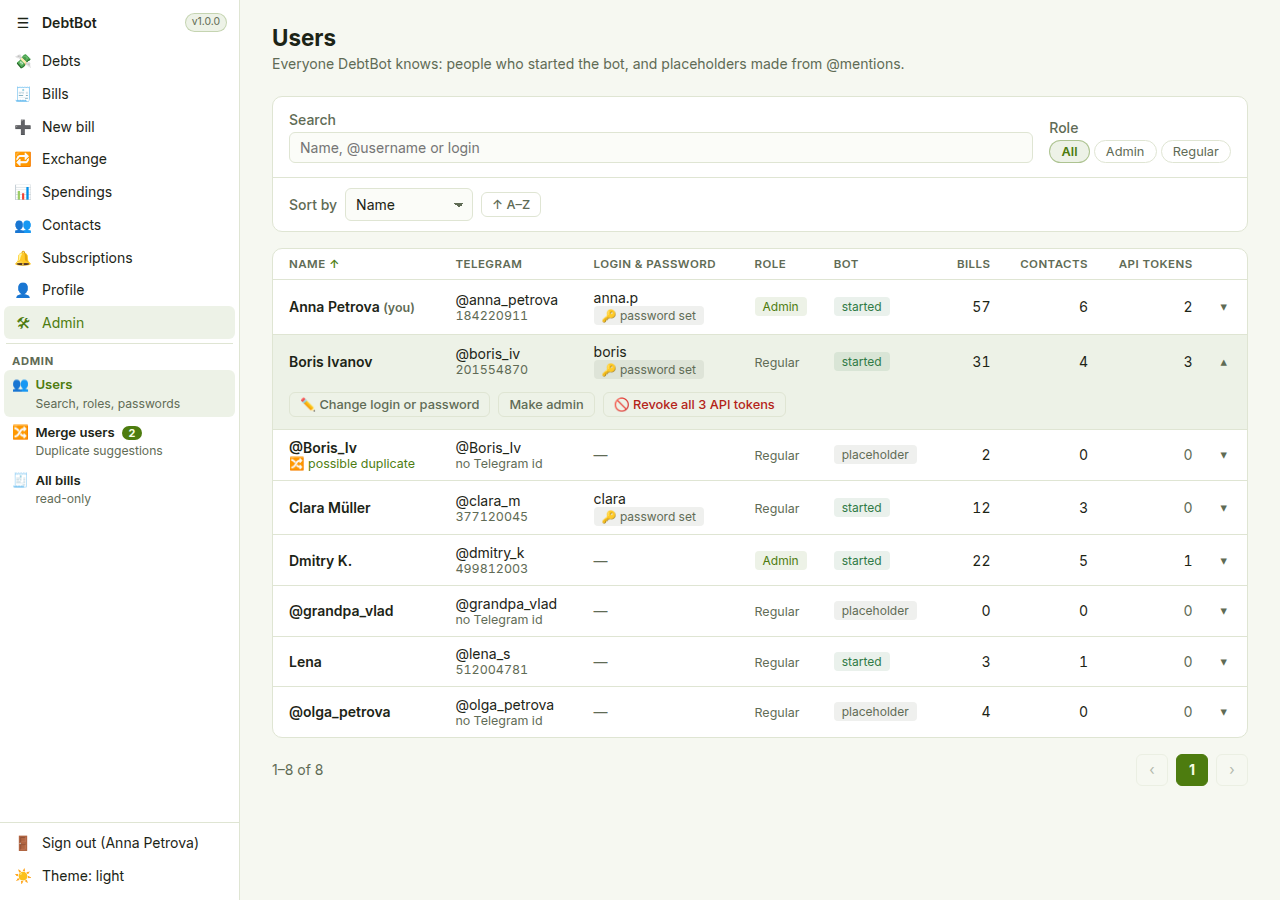 ☰ DebtBot v1.0.0
💸 Debts
🧾 Bills
➕ New bill
🔁 Exchange
📊 Spendings
👥 Contacts
🔔 Subscriptions
👤 Profile
🛠 Admin
ADMIN
👥 Users
Search, roles, passwords
🔀 Merge users 2
Duplicate suggestions
🧾 All bills
read-only
🚪 Sign out (Anna Petrova)
☀️ Theme: light
Users
Everyone DebtBot knows: people who started the bot, and placeholders made from @mentions.
Search
Name, @username or login
Role
All Admin Regular
Sort by Name ↑ A–Z
NAME ↑ TELEGRAM LOGIN & PASSWORD ROLE BOT BILLS CONTACTS API TOKENS
Anna Petrova (you) @anna_petrova 184220911 anna.p 🔑 password set Admin started 57 6 2 ▾
Boris Ivanov @boris_iv 201554870 boris 🔑 password set Regular started 31 4 3 ▴
✏️ Change login or password Make admin 🚫 Revoke all 3 API tokens
@Boris_Iv 🔀 possible duplicate @Boris_Iv no Telegram id — Regular placeholder 2 0 0 ▾
Clara Müller @clara_m 377120045 clara 🔑 password set Regular started 12 3 0 ▾
Dmitry K. @dmitry_k 499812003 — Admin started 22 5 1 ▾
@grandpa_vlad @grandpa_vlad no Telegram id — Regular placeholder 0 0 0 ▾
Lena @lena_s 512004781 — Regular started 3 1 0 ▾
@olga_petrova @olga_petrova no Telegram id — Regular placeholder 4 0 0 ▾
1–8 of 8 ‹ 1 ›